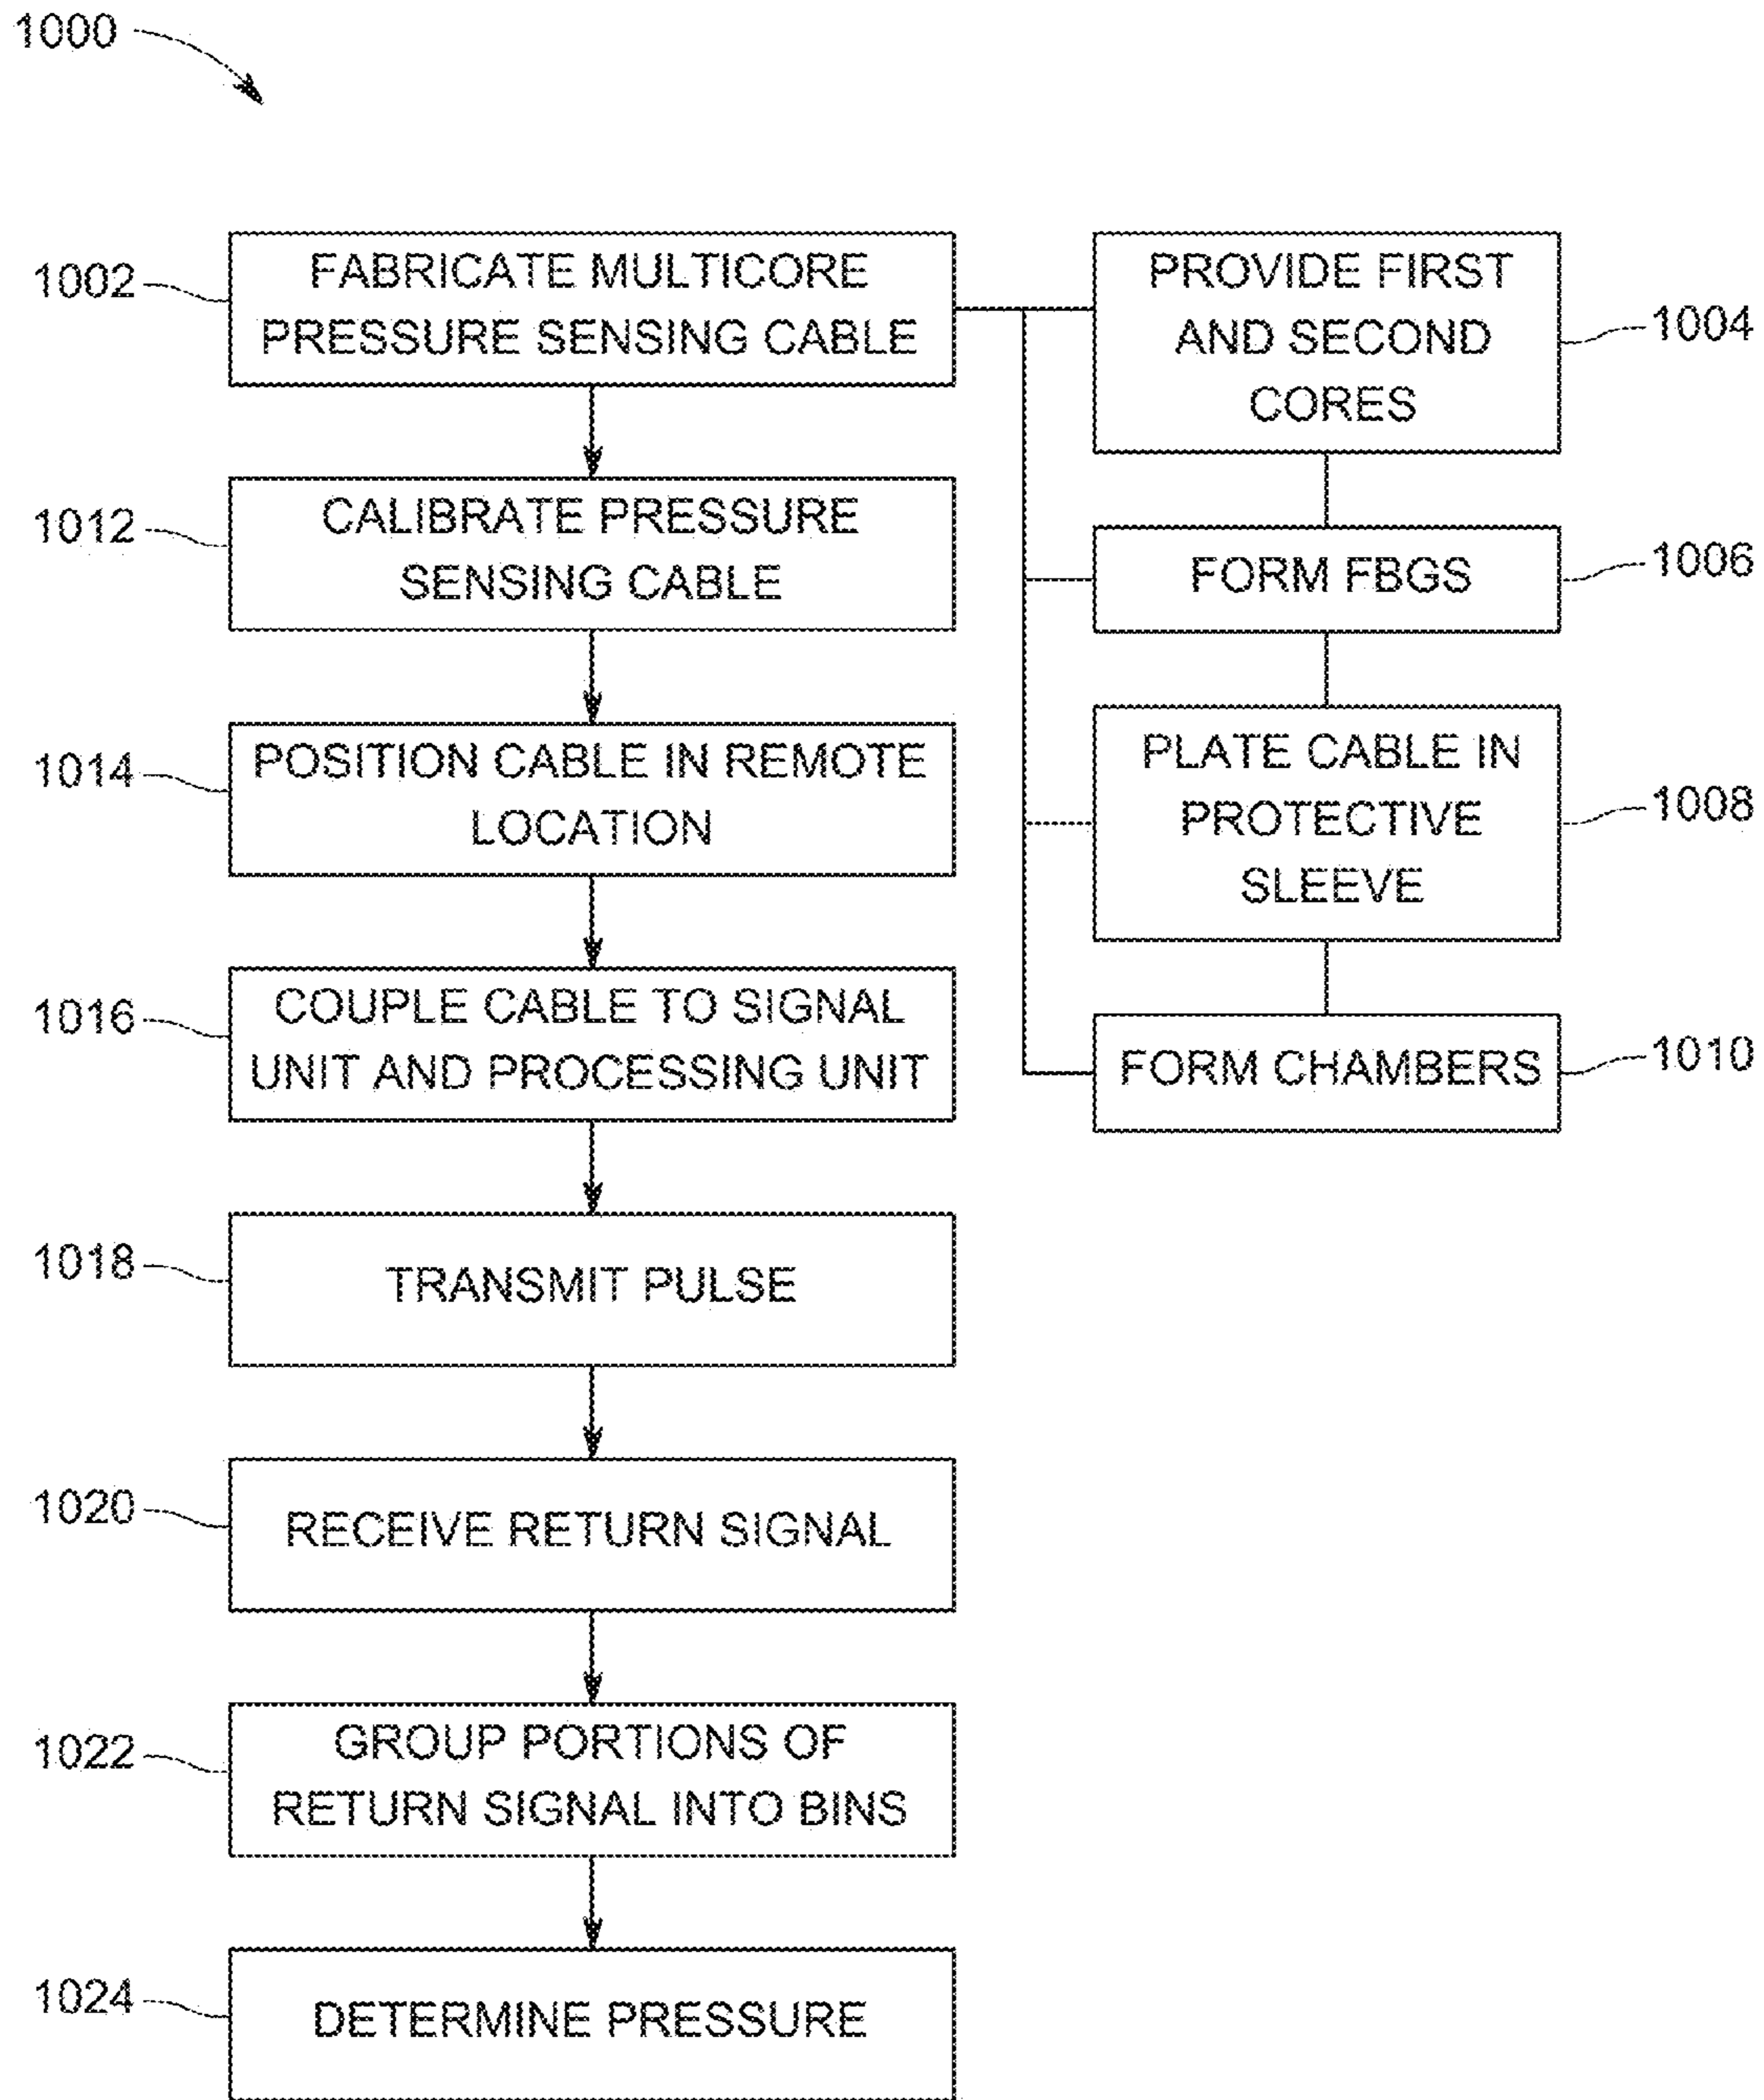 1000
1002
FABRICATE MULTICORE
PRESSURE SENSING CABLE
PROVIDE FIRST
AND SECOND
CORES
1004
1012
CALIBRATE PRESSURE
SENSING CABLE
FORM FBGS
1006
1014
POSITION CABLE IN REMOTE
LOCATION
PLATE CABLE IN
PROTECTIVE
SLEEVE
1008
1016
COUPLE CABLE TO SIGNAL
UNIT AND PROCESSING UNIT
FORM CHAMBERS
1010
1018
TRANSMIT PULSE
1020
RECEIVE RETURN SIGNAL
1022
GROUP PORTIONS OF
RETURN SIGNAL INTO BINS
1024
DETERMINE PRESSURE